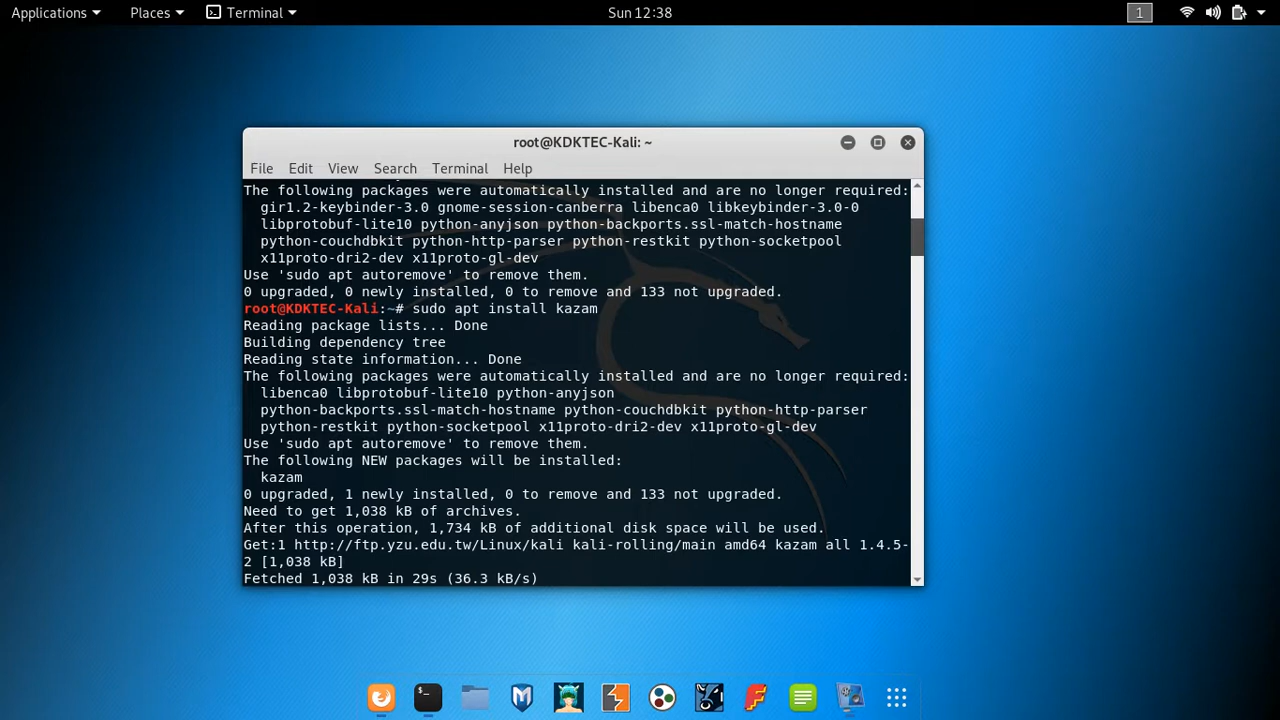 Applications Places Terminal Sun 12:38 1
root@KDKTEC-Kali: ~
File Edit View Search Terminal Help
The following packages were automatically installed and are no longer required:
gir1.2-keybinder-3.0 gnome-session-canberra libenca0 libkeybinder-3.0-0
libprotobuf-lite10 python-anyjson python-backports.ssl-match-hostname
python-couchdbkit python-http-parser python-restkit python-socketpool
x11proto-dri2-dev x11proto-gl-dev
Use 'sudo apt autoremove' to remove them.
0 upgraded, 0 newly installed, 0 to remove and 133 not upgraded.
root@KDKTEC-Kali:~# sudo apt install kazam
Reading package lists... Done
Building dependency tree
Reading state information... Done
The following packages were automatically installed and are no longer required:
libenca0 libprotobuf-lite10 python-anyjson
python-backports.ssl-match-hostname python-couchdbkit python-http-parser
python-restkit python-socketpool x11proto-dri2-dev x11proto-gl-dev
Use 'sudo apt autoremove' to remove them.
The following NEW packages will be installed:
kazam
0 upgraded, 1 newly installed, 0 to remove and 133 not upgraded.
Need to get 1,038 kB of archives.
After this operation, 1,734 kB of additional disk space will be used.
Get:1 http://ftp.yzu.edu.tw/Linux/kali kali-rolling/main amd64 kazam all 1.4.5-
2 [1,038 kB]
Fetched 1,038 kB in 29s (36.3 kB/s)